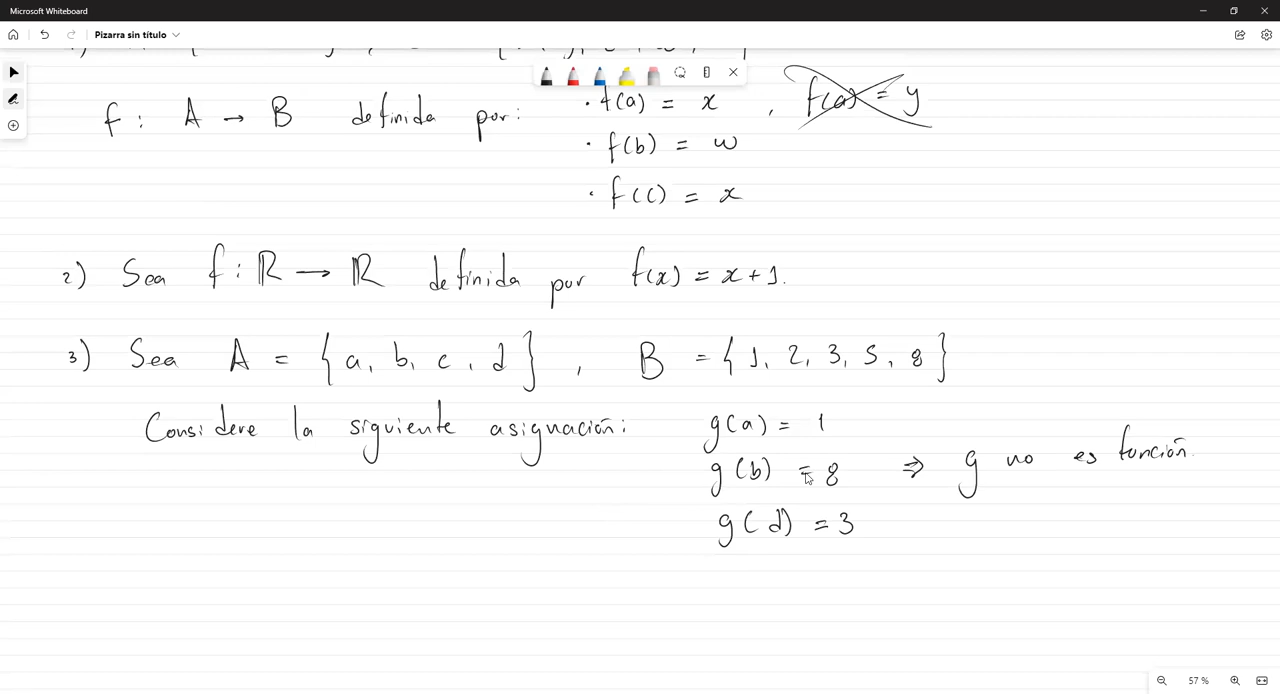 Microsoft Whiteboard
Pizarra sin título
f : A → B definida por: · f(a) = x , f(a) = y
· f(b) = w
· f(c) = x
2) Sea f : ℝ → ℝ definida por f(x) = x + 1.
3) Sea A = { a, b, c, d } , B = { 1, 2, 3, 5, 8 }
Considere la siguiente asignación: g(a) = 1
g(b) = 8 ⇒ g no es función.
g(d) = 3
57 %